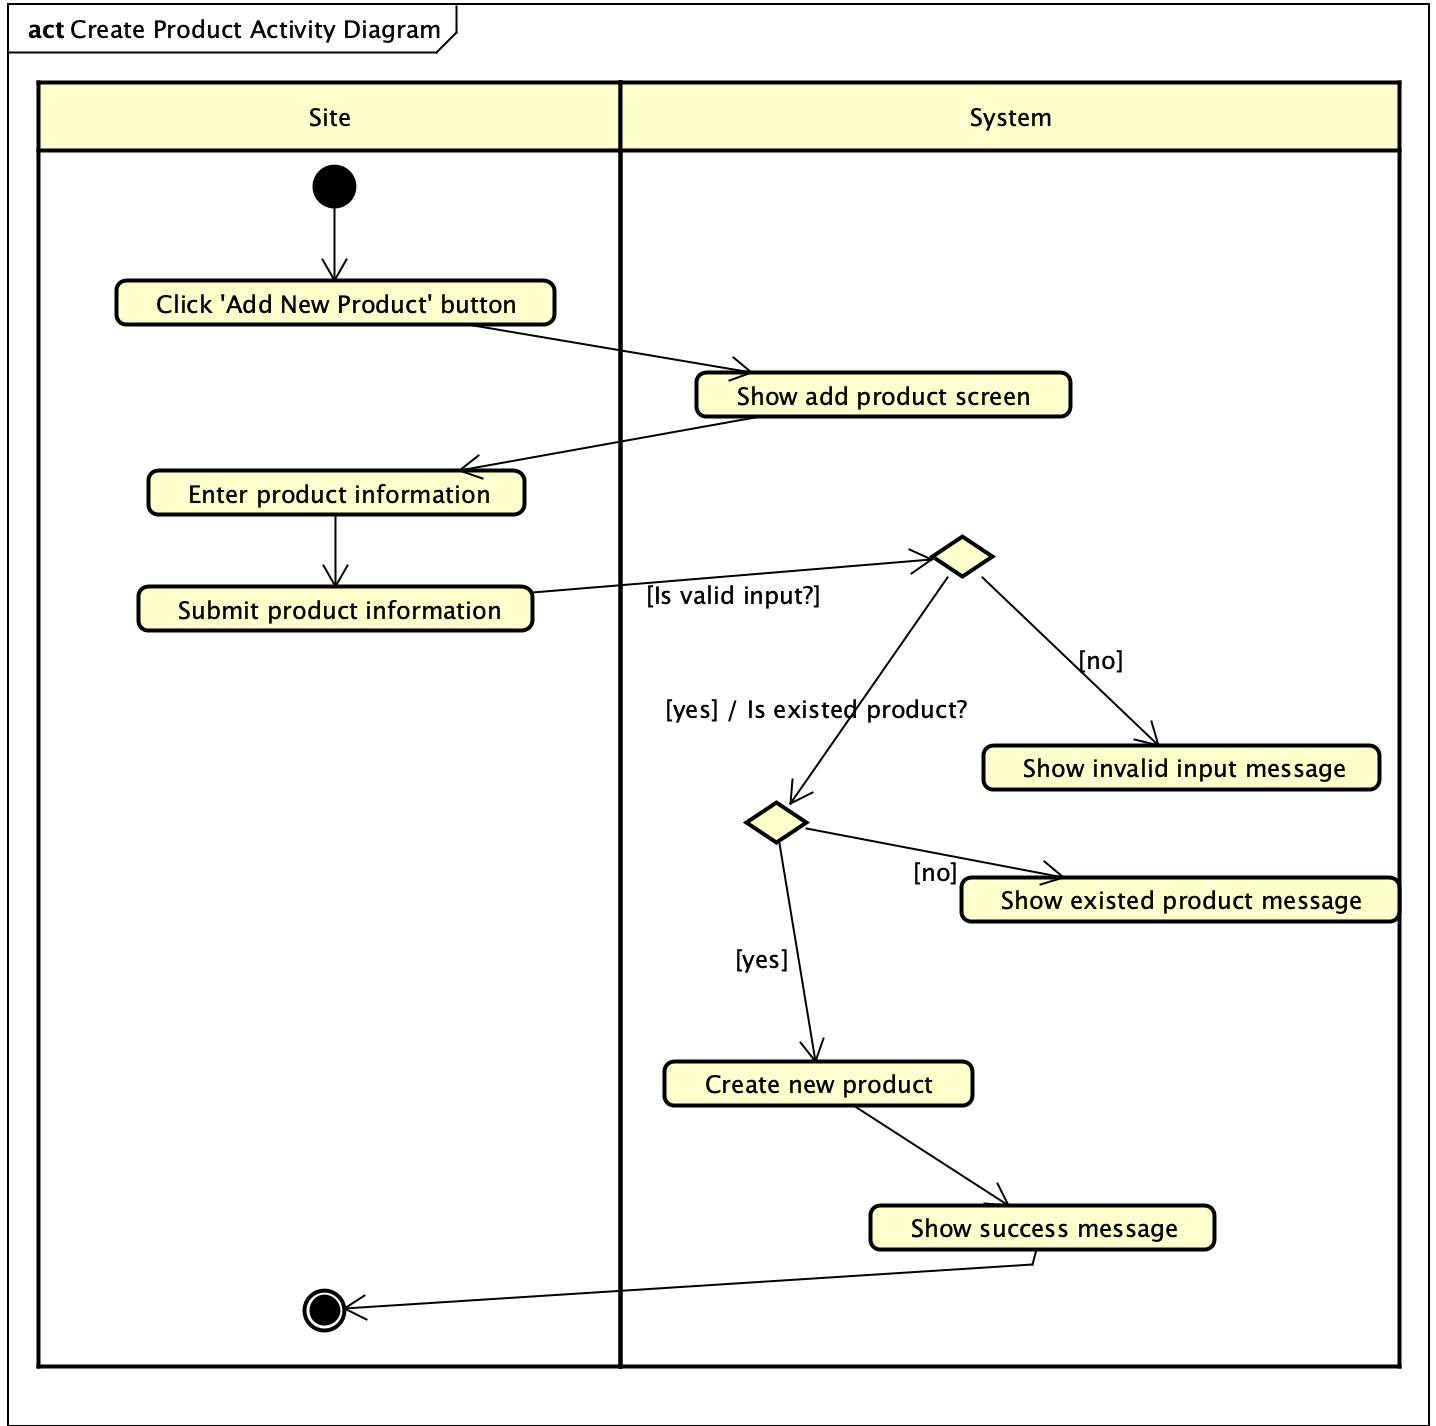 act Create Product Activity Diagram
Site
System
Click 'Add New Product' button
Show add product screen
Enter product information
Submit product information
[Is valid input?]
[no]
[yes] / Is existed product?
Show invalid input message
[no]
Show existed product message
[yes]
Create new product
Show success message